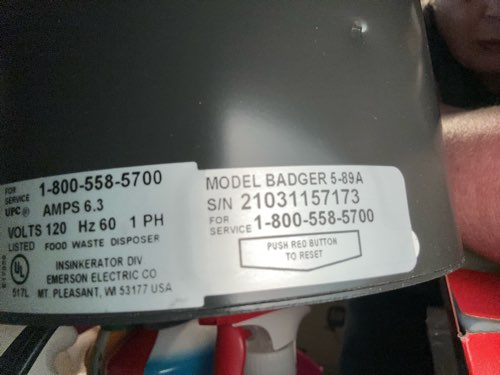 FOR SERVICE 1-800-558-5700
UPC® AMPS 6.3
VOLTS 120 Hz 60 1 PH
LISTED FOOD WASTE DISPOSER
UL
INSINKERATOR DIV
EMERSON ELECTRIC CO
517L MT. PLEASANT, WI 53177 USA
MODEL BADGER 5-89A
S/N 21031157173
FOR SERVICE 1-800-558-5700
PUSH RED BUTTON
TO RESET